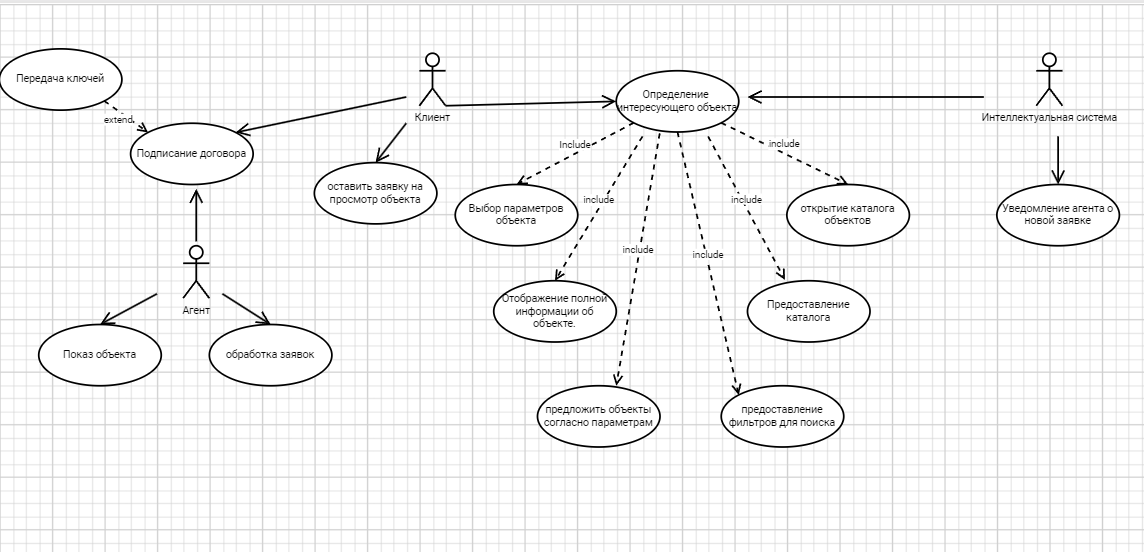 Передача ключей
extend
Подписание договора
Клиент
оставить заявку на
просмотр объекта
Агент
Показ объекта
обработка заявок
Определение
интересующего объекта
Интеллектуальная система
Include
include
include
include
include
include
Выбор параметров
объекта
открытие каталога
объектов
Уведомление агента о
новой заявке
Отображение полной
информации об
объекте.
Предоставление
каталога
предложить объекты
согласно параметрам
предоставление
фильтров для поиска